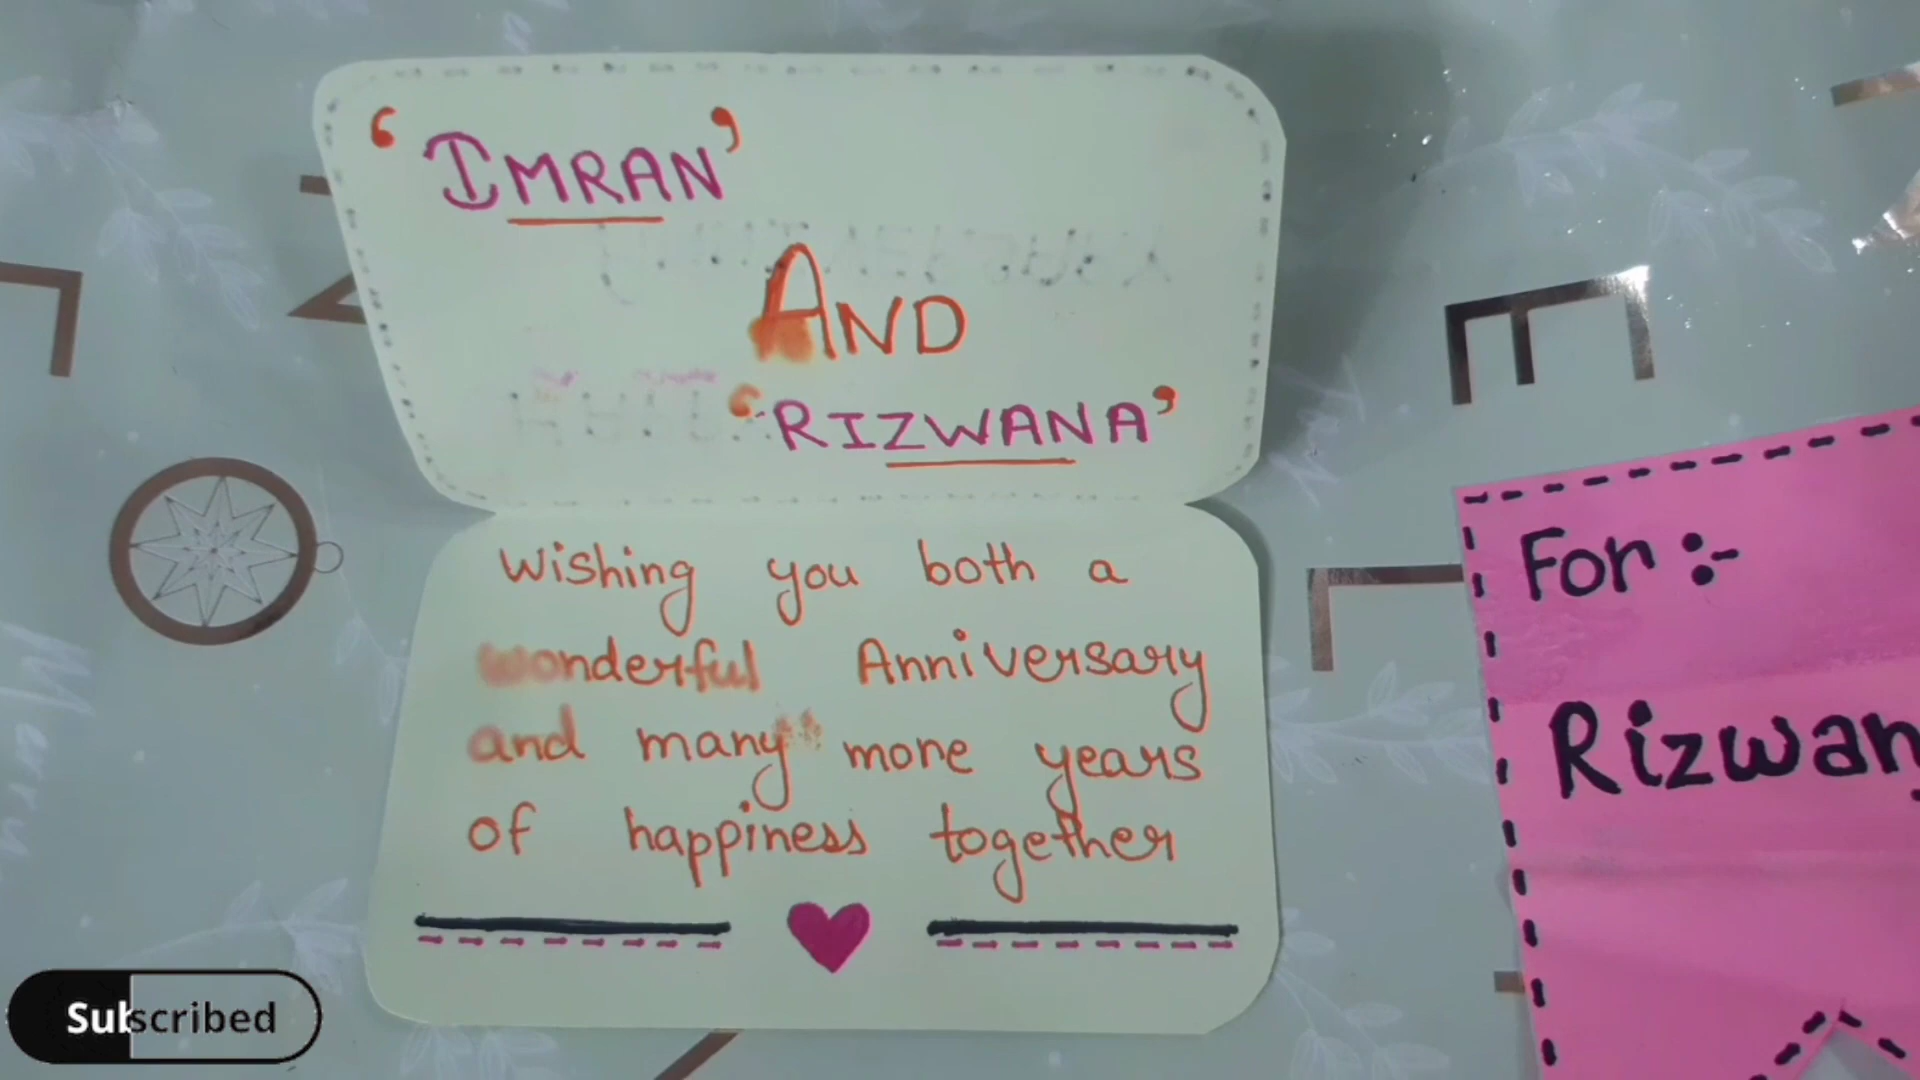 ‘IMRAN’
AND
‘RIZWANA’
Wishing you both a
wonderful Anniversary
and many more years
of happiness together
For :-
Rizwan
Subscribed